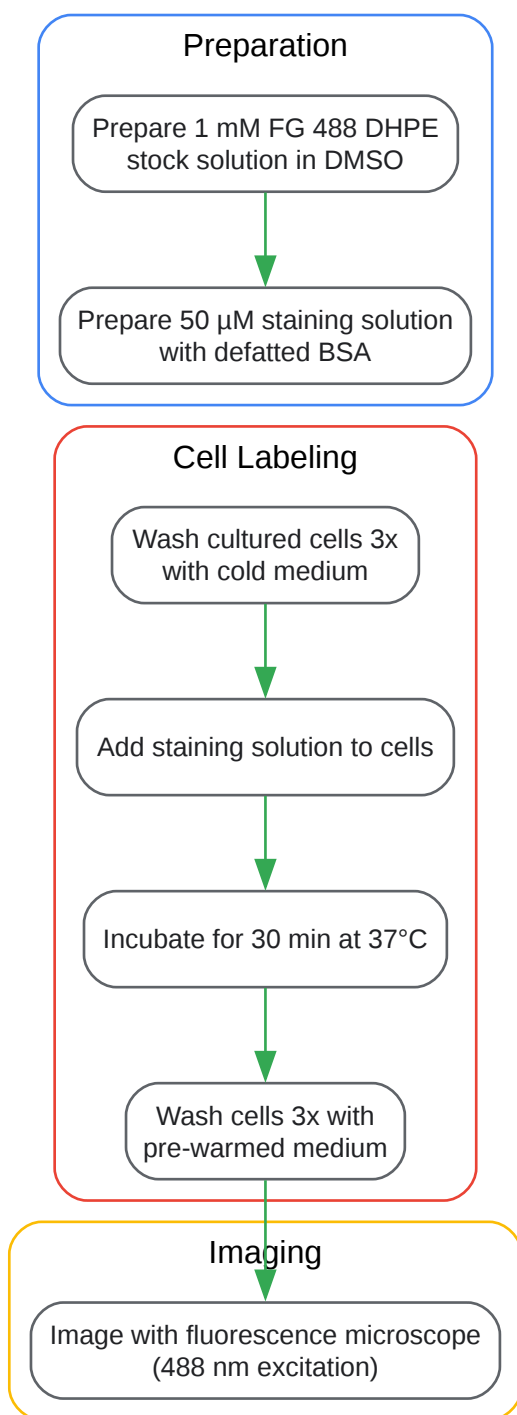 Preparation
Prepare 1 mM FG 488 DHPE
stock solution in DMSO
Prepare 50 µM staining solution
with defatted BSA
Cell Labeling
Wash cultured cells 3x
with cold medium
Add staining solution to cells
Incubate for 30 min at 37°C
Wash cells 3x with
pre-warmed medium
Imaging
Image with fluorescence microscope
(488 nm excitation)